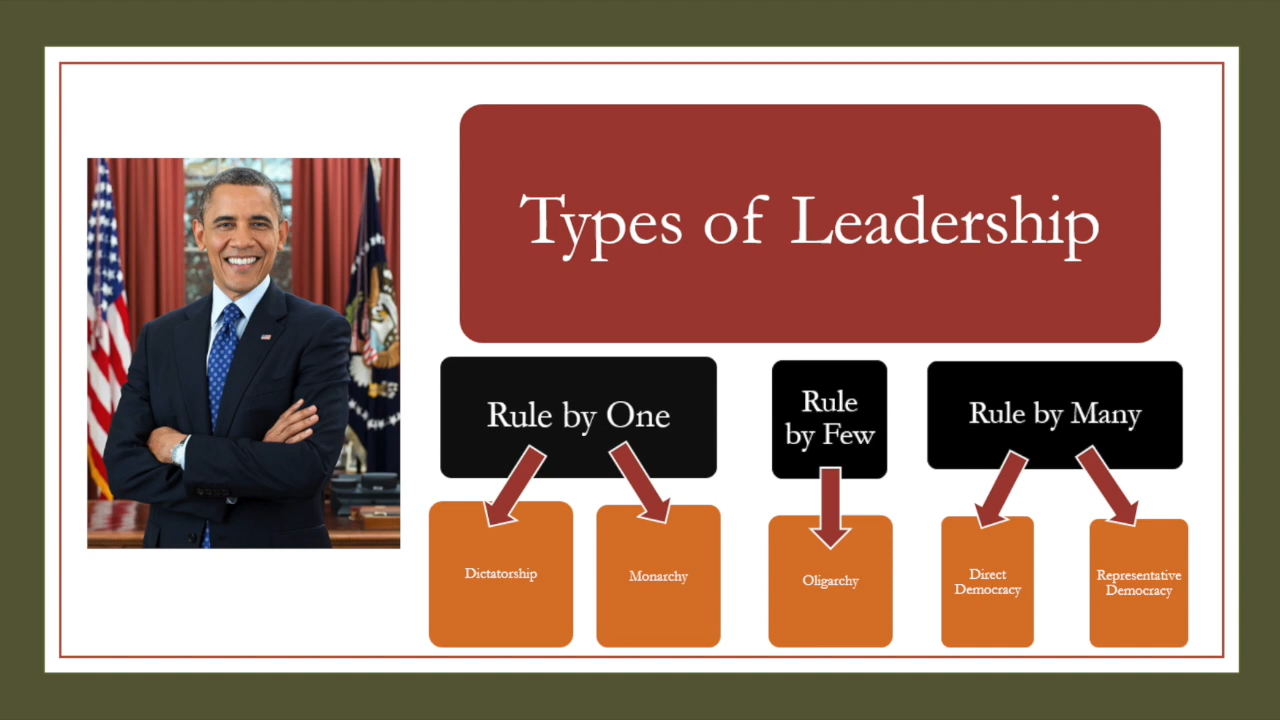 Types of Leadership
Rule by One
Rule
by Few
Rule by Many
Dictatorship
Monarchy
Oligarchy
Direct
Democracy
Representative
Democracy